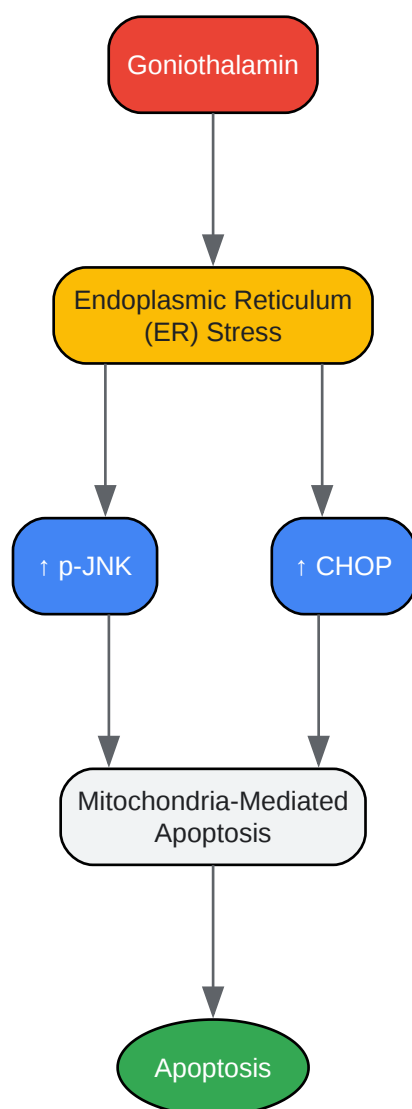 Goniothalamin
Endoplasmic Reticulum
(ER) Stress
↑ p-JNK
↑ CHOP
Mitochondria-Mediated
Apoptosis
Apoptosis